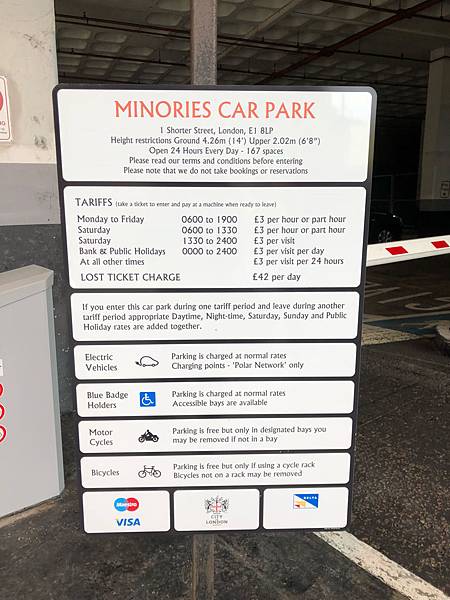 MINORIES CAR PARK
1 Shorter Street, London, E1 8LP
Height restrictions Ground 4.26m (14') Upper 2.02m (6'8")
Open 24 Hours Every Day - 167 spaces
Please read our terms and conditions before entering
Please note that we do not take bookings or reservations
TARIFFS (take a ticket to enter and pay at a machine when ready to leave)
Monday to Friday 0600 to 1900 £3 per hour or part hour
Saturday 0600 to 1330 £3 per hour or part hour
Saturday 1330 to 2400 £3 per visit
Bank & Public Holidays 0000 to 2400 £3 per visit per day
At all other times £3 per visit per 24 hours
LOST TICKET CHARGE £42 per day
If you enter this car park during one tariff period and leave during another
tariff period appropriate Daytime, Night-time, Saturday, Sunday and Public
Holiday rates are added together.
Electric Vehicles
Parking is charged at normal rates
Charging points - 'Polar Network' only
Blue Badge Holders
Parking is charged at normal rates
Accessible bays are available
Motor Cycles
Parking is free but only in designated bays you
may be removed if not in a bay
Bicycles
Parking is free but only if using a cycle rack
Bicycles not on a rack may be removed
Maestro
VISA
CITY
OF
LONDON
DELTA